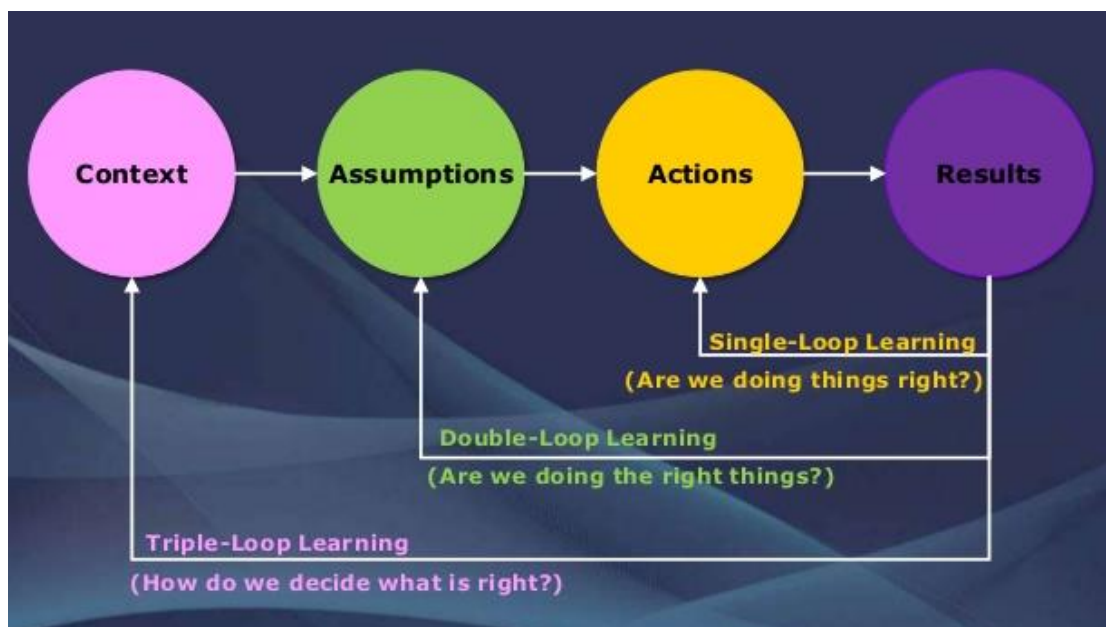 Context
Assumptions
Actions
Results
Single-Loop Learning
(Are we doing things right?)
Double-Loop Learning
(Are we doing the right things?)
Triple-Loop Learning
(How do we decide what is right?)